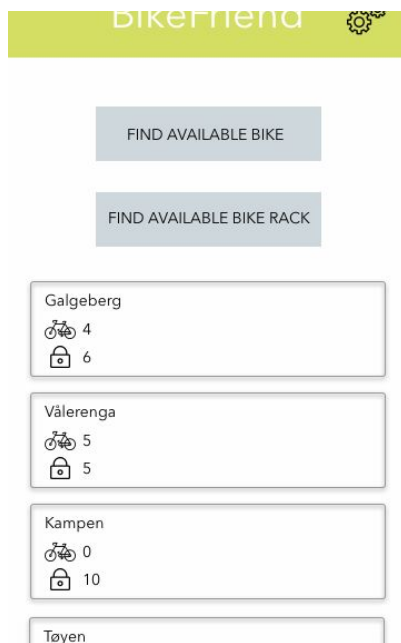 BikeFriend
FIND AVAILABLE BIKE
FIND AVAILABLE BIKE RACK
Galgeberg
4
6
Vålerenga
5
5
Kampen
0
10
Tøyen